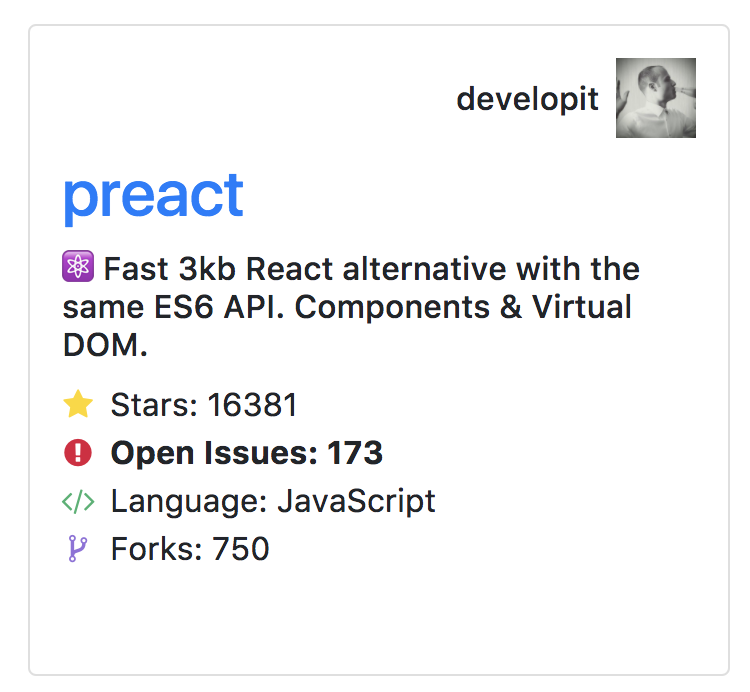 developit
preact
⚛️ Fast 3kb React alternative with the
same ES6 API. Components & Virtual
DOM.
Stars: 16381
Open Issues: 173
Language: JavaScript
Forks: 750